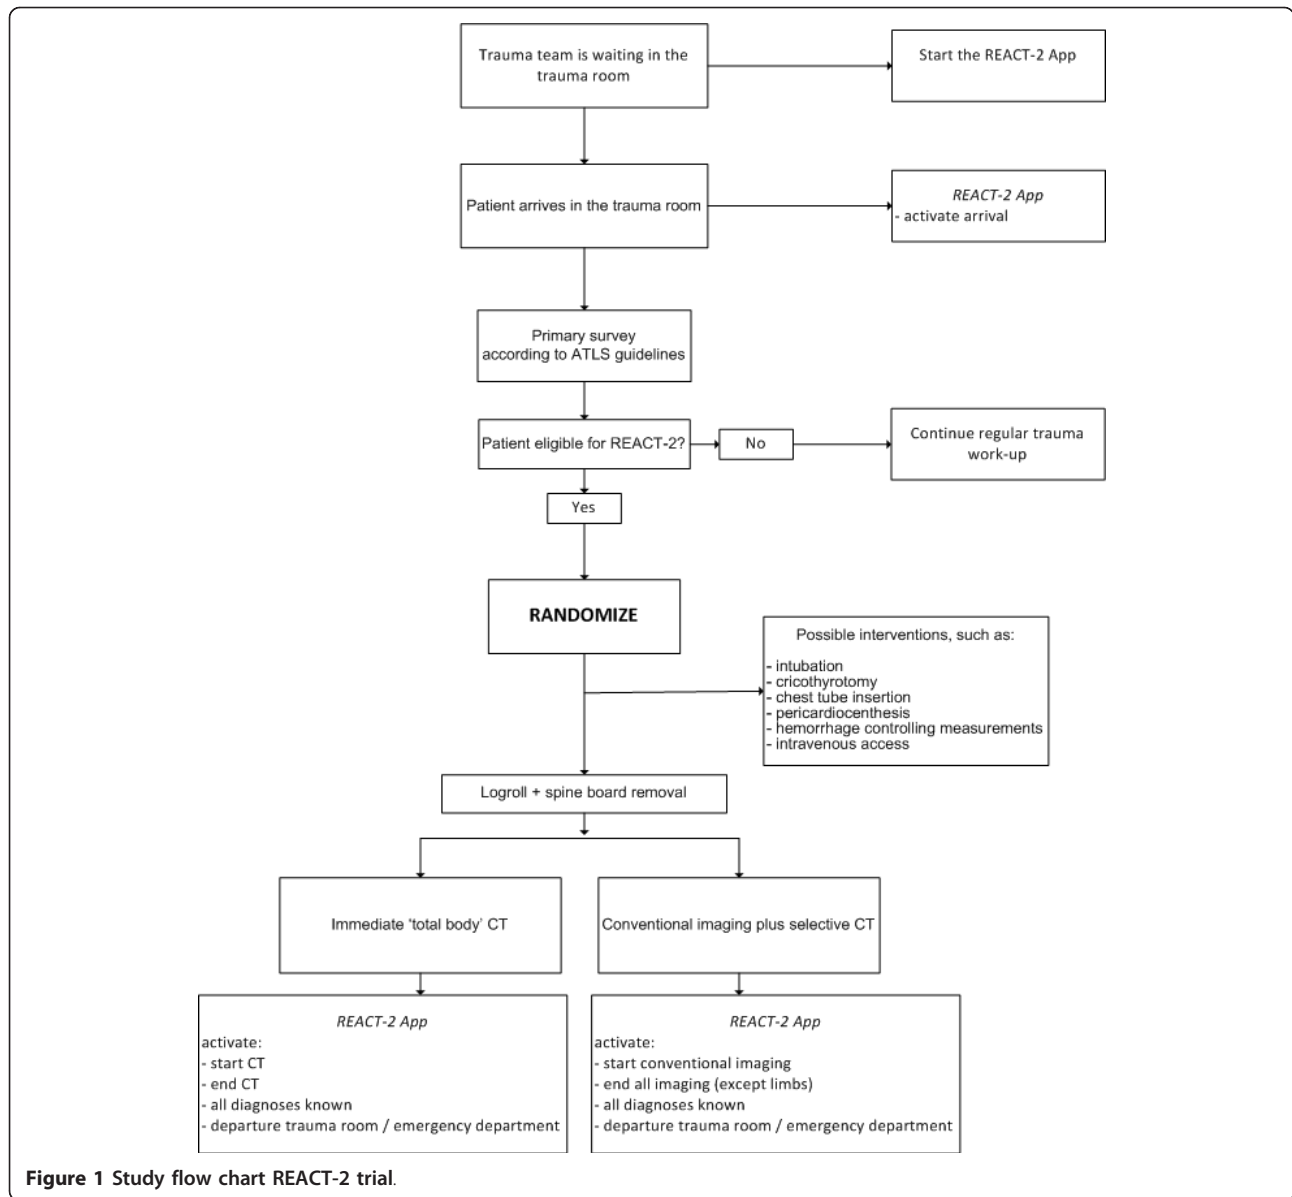 Trauma team is waiting in the
trauma room
Start the REACT-2 App
Patient arrives in the trauma room
REACT-2 App
- activate arrival
Primary survey
according to ATLS guidelines
Patient eligible for REACT-2?
No
Continue regular trauma
work-up
Yes
RANDOMIZE
Possible interventions, such as:
- intubation
- cricothyrotomy
- chest tube insertion
- pericardiocenthesis
- hemorrhage controlling measurements
- intravenous access
Logroll + spine board removal
Immediate ‘total body’ CT
Conventional imaging plus selective CT
REACT-2 App
activate:
- start CT
- end CT
- all diagnoses known
- departure trauma room / emergency department
REACT-2 App
activate:
- start conventional imaging
- end all imaging (except limbs)
- all diagnoses known
- departure trauma room / emergency department
Figure 1 Study flow chart REACT-2 trial.